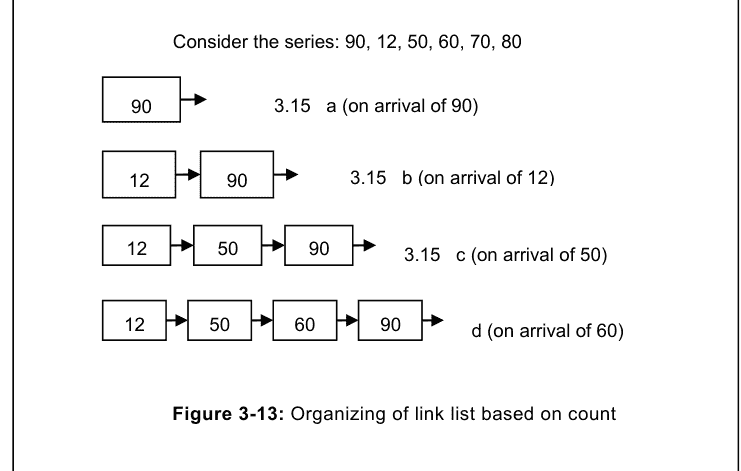 Consider the series: 90, 12, 50, 60, 70, 80
90
3.15 a (on arrival of 90)
12 90
3.15 b (on arrival of 12)
12 50 90
3.15 c (on arrival of 50)
12 50 60 90
d (on arrival of 60)
Figure 3-13: Organizing of link list based on count